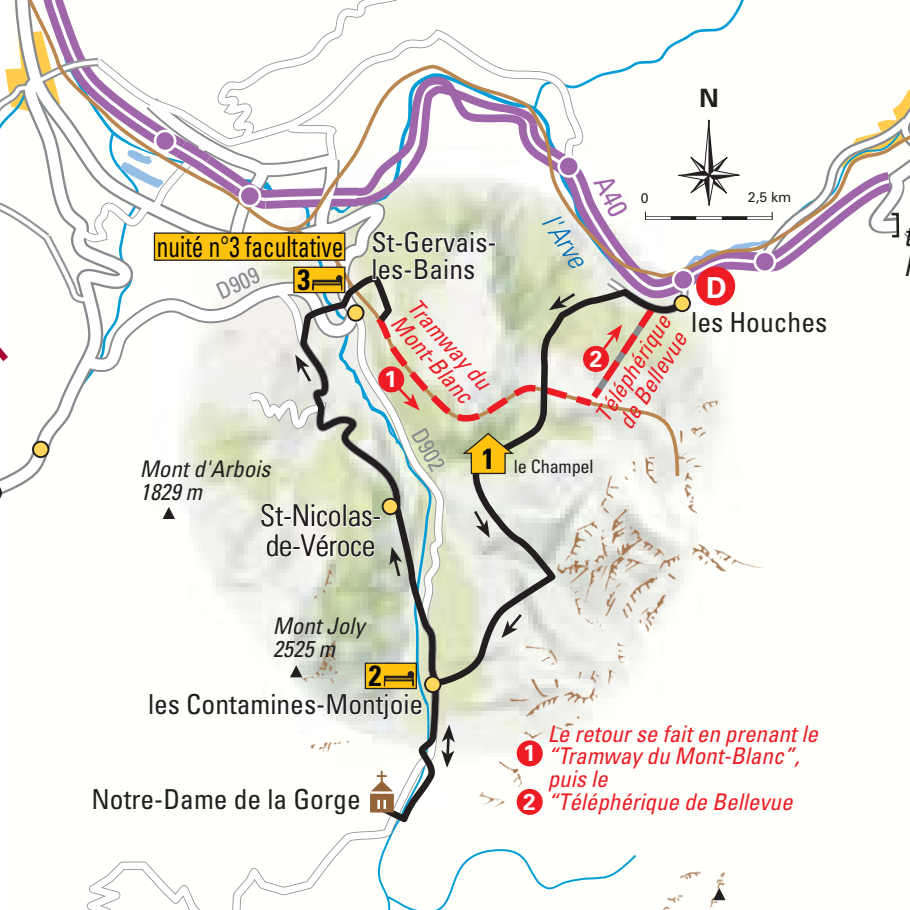 N
0 2,5 km
A40
l'Arve
nuité n°3 facultative
3
St-Gervais-
les-Bains
D909
D
les Houches
Tramway du
Mont-Blanc
1
2
Téléphérique
de Bellevue
D902
1
le Champel
Mont d'Arbois
1829 m
St-Nicolas-
de-Véroce
Mont Joly
2525 m
2
les Contamines-Montjoie
Notre-Dame de la Gorge
Le retour se fait en prenant le
1 "Tramway du Mont-Blanc",
puis le
2 "Téléphérique de Bellevue